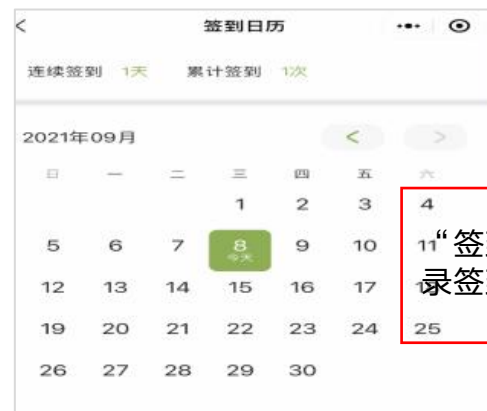 签到日历
连续签到 1天 累计签到 1次
2021年09月
日 一 二 三 四 五 六
1 2 3 4
5 6 7 8 9 10 11
今天
12 13 14 15 16 17
19 20 21 22 23 24 25
26 27 28 29 30
“签
录签